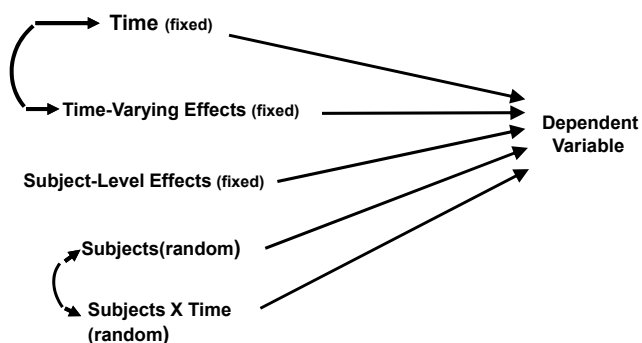 Time (fixed)
Time-Varying Effects (fixed)
Dependent
Variable
Subject-Level Effects (fixed)
Subjects(random)
Subjects X Time
(random)